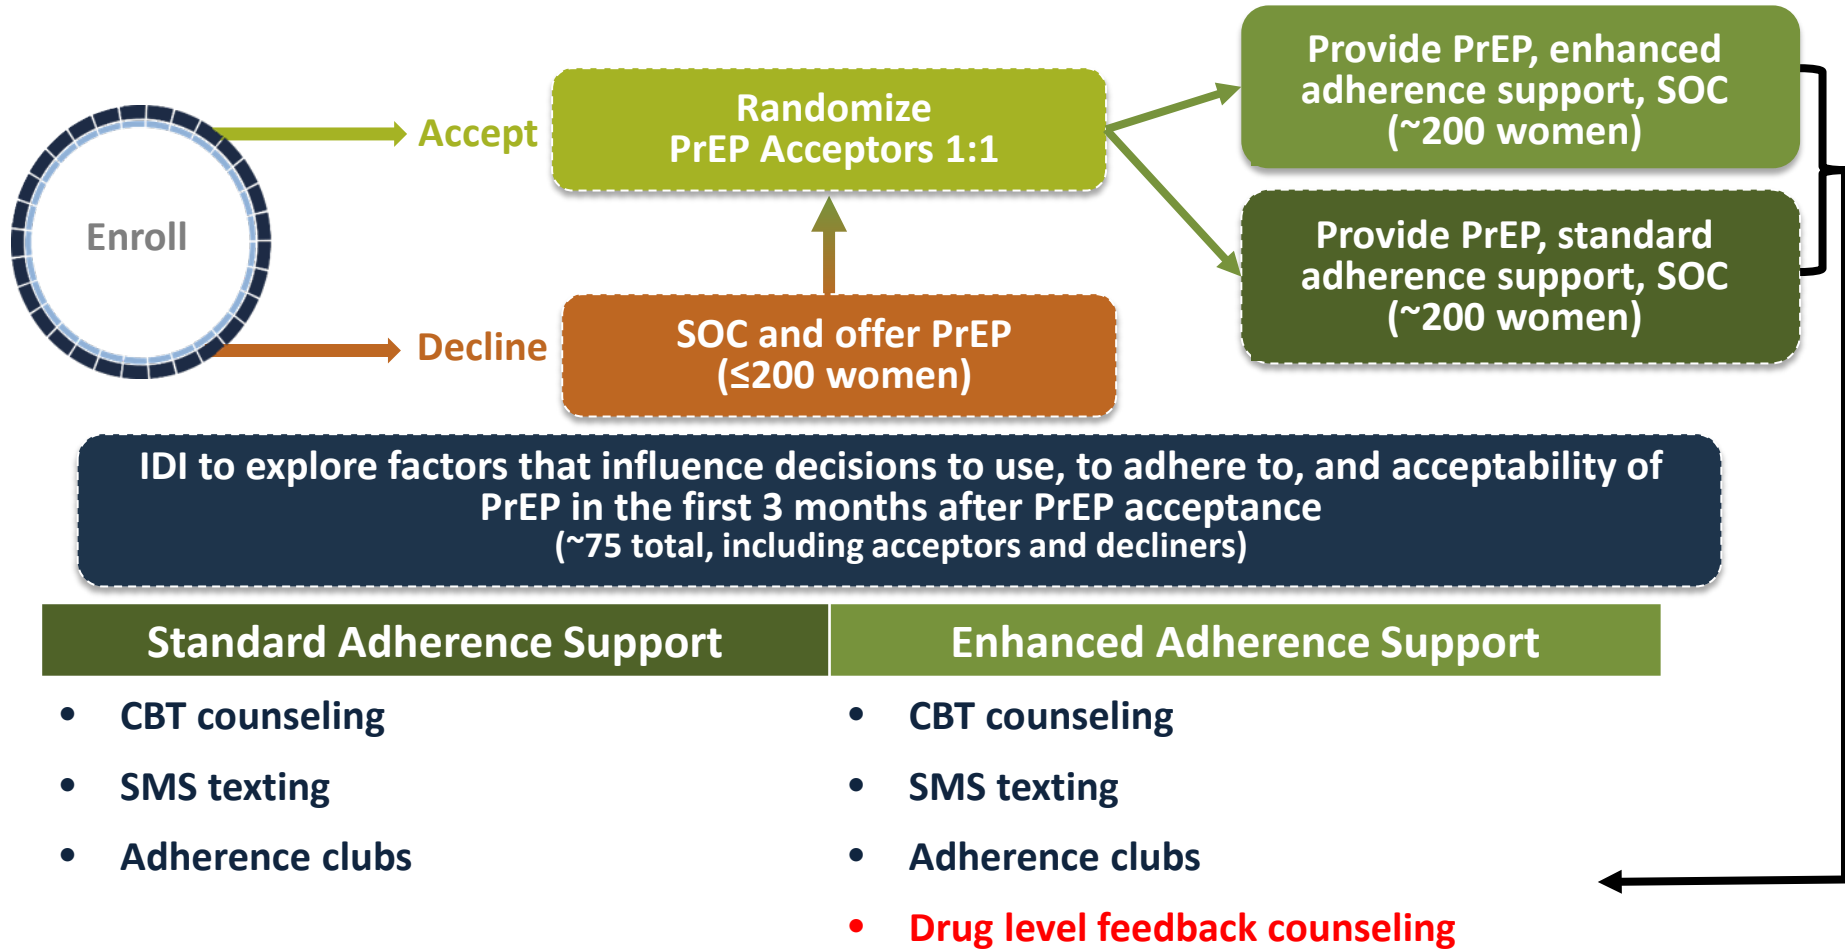 Enroll
Accept
Randomize
PrEP Acceptors 1:1
Provide PrEP, enhanced
adherence support, SOC
(~200 women)
Provide PrEP, standard
adherence support, SOC
(~200 women)
Decline
SOC and offer PrEP
(≤200 women)
IDI to explore factors that influence decisions to use, to adhere to, and acceptability of
PrEP in the first 3 months after PrEP acceptance
(~75 total, including acceptors and decliners)
Standard Adherence Support
• CBT counseling
• SMS texting
• Adherence clubs
Enhanced Adherence Support
• CBT counseling
• SMS texting
• Adherence clubs
• Drug level feedback counseling